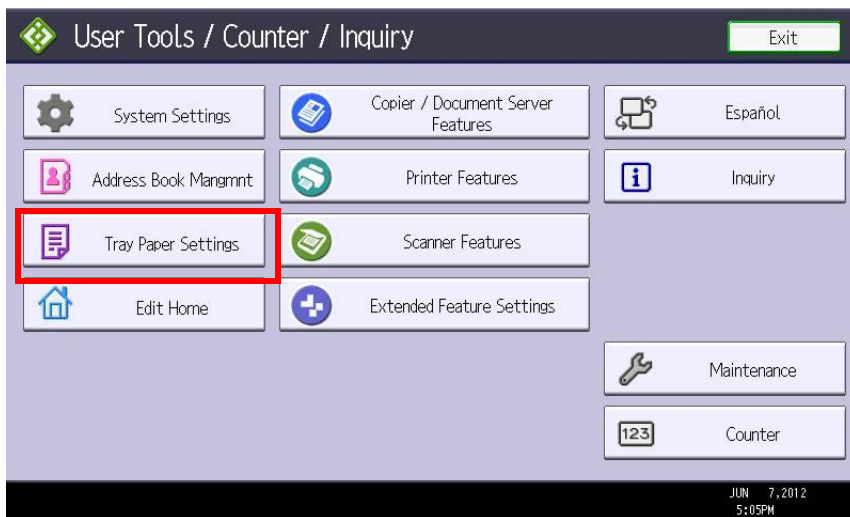 User Tools / Counter / Inquiry
Exit
System Settings
Copier / Document Server
Features
Español
Address Book Mangmnt
Printer Features
Inquiry
Tray Paper Settings
Scanner Features
Edit Home
Extended Feature Settings
Maintenance
123
Counter
JUN 7,2012
5:05PM